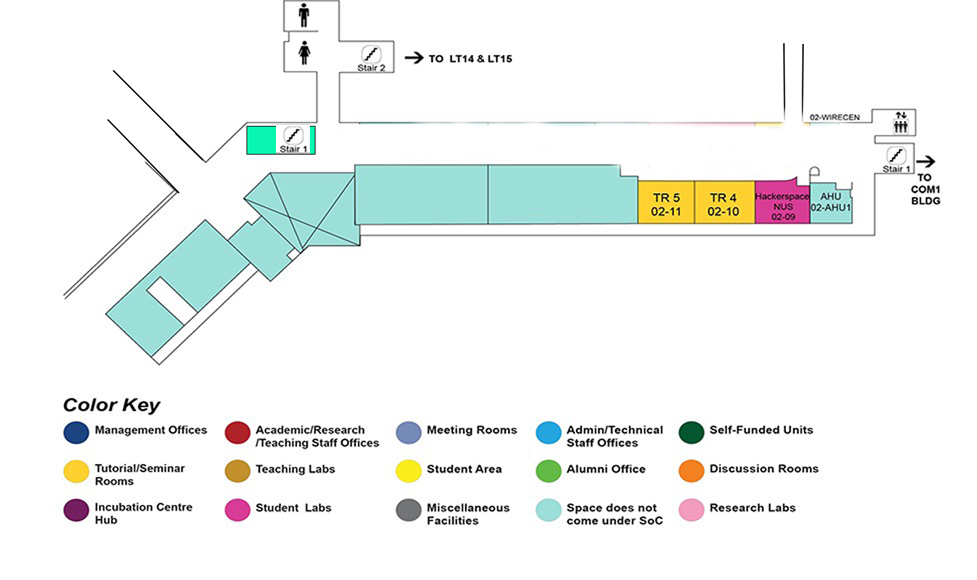 Stair 2
TO LT14 & LT15
02-WIRECEN
Stair 1
Stair 1
TO
COM1
BLDG
TR 5
02-11
TR 4
02-10
Hackerspace
NUS
02-09
AHU
02-AHU1
Color Key
Management Offices
Academic/Research
/Teaching Staff Offices
Meeting Rooms
Admin/Technical
Staff Offices
Self-Funded Units
Tutorial/Seminar
Rooms
Teaching Labs
Student Area
Alumni Office
Discussion Rooms
Incubation Centre
Hub
Student Labs
Miscellaneous
Facilities
Space does not
come under SoC
Research Labs